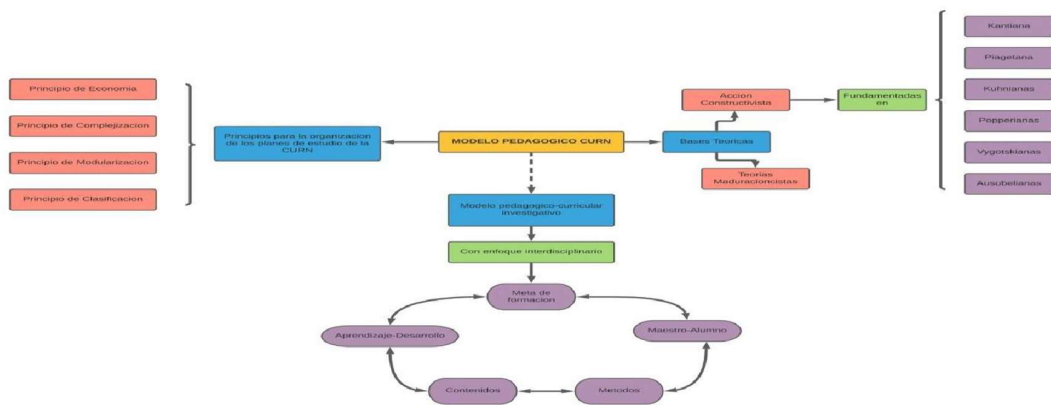 Principio de Economia
Principio de Complejizacion
Principio de Modularizacion
Principio de Clasificacion
Principios para la organizacion
de los planes de estudio de la
CURN
MODELO PEDAGOGICO CURN
Bases Teoricas
Accion
Constructivista
Teorias
Maduracioncistas
Fundamentadas
en
Kantiana
Piagetana
Kuhnianas
Popperianas
Vygotskianas
Ausubelianas
Modelo pedagogico-curricular
investigativo
Con enfoque interdisciplinario
Meta de
formacion
Aprendizaje-Desarrollo
Maestro-Alumno
Contenidos
Metodos